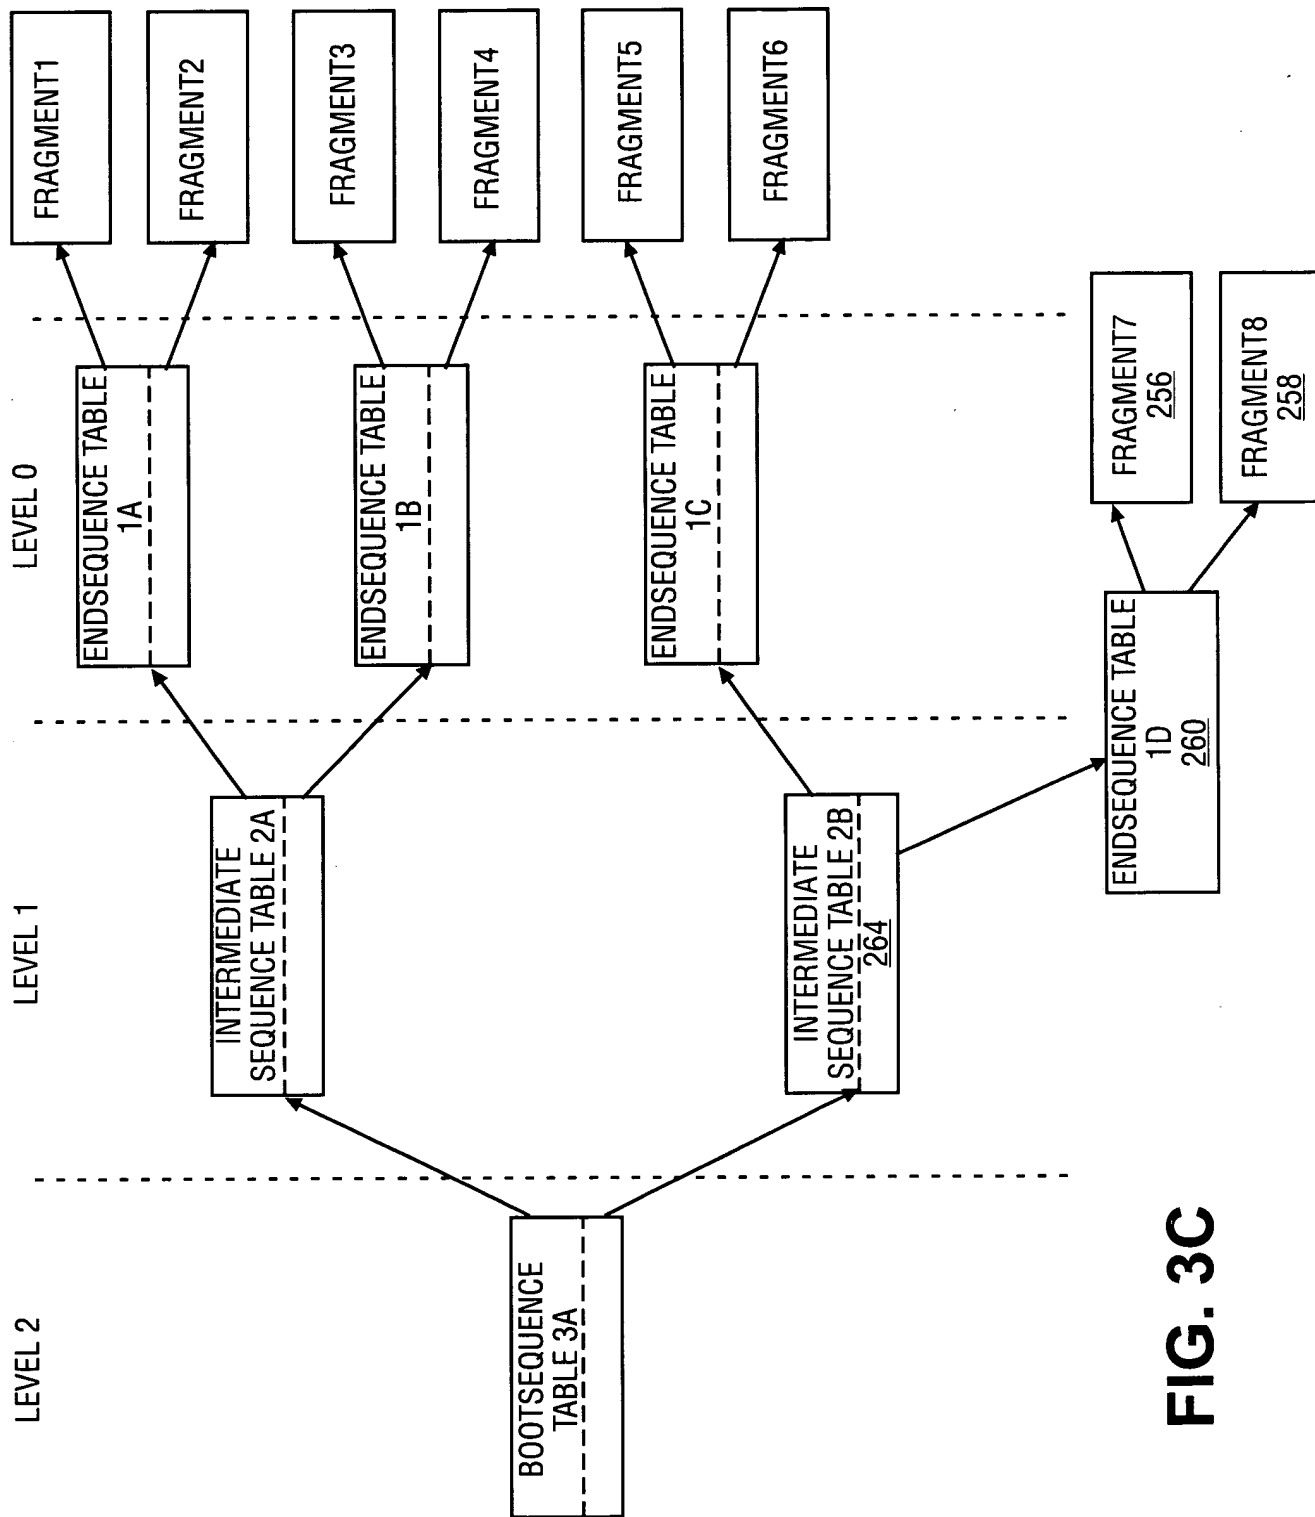 LEVEL 2
LEVEL 1
LEVEL 0
BOOTSEQUENCE
TABLE 3A
INTERMEDIATE
SEQUENCE TABLE 2A
INTERMEDIATE
SEQUENCE TABLE 2B
264
ENDSEQUENCE TABLE
1A
ENDSEQUENCE TABLE
1B
ENDSEQUENCE TABLE
1C
ENDSEQUENCE TABLE
1D
260
FRAGMENT1
FRAGMENT2
FRAGMENT3
FRAGMENT4
FRAGMENT5
FRAGMENT6
FRAGMENT7
256
FRAGMENT8
258
FIG. 3C